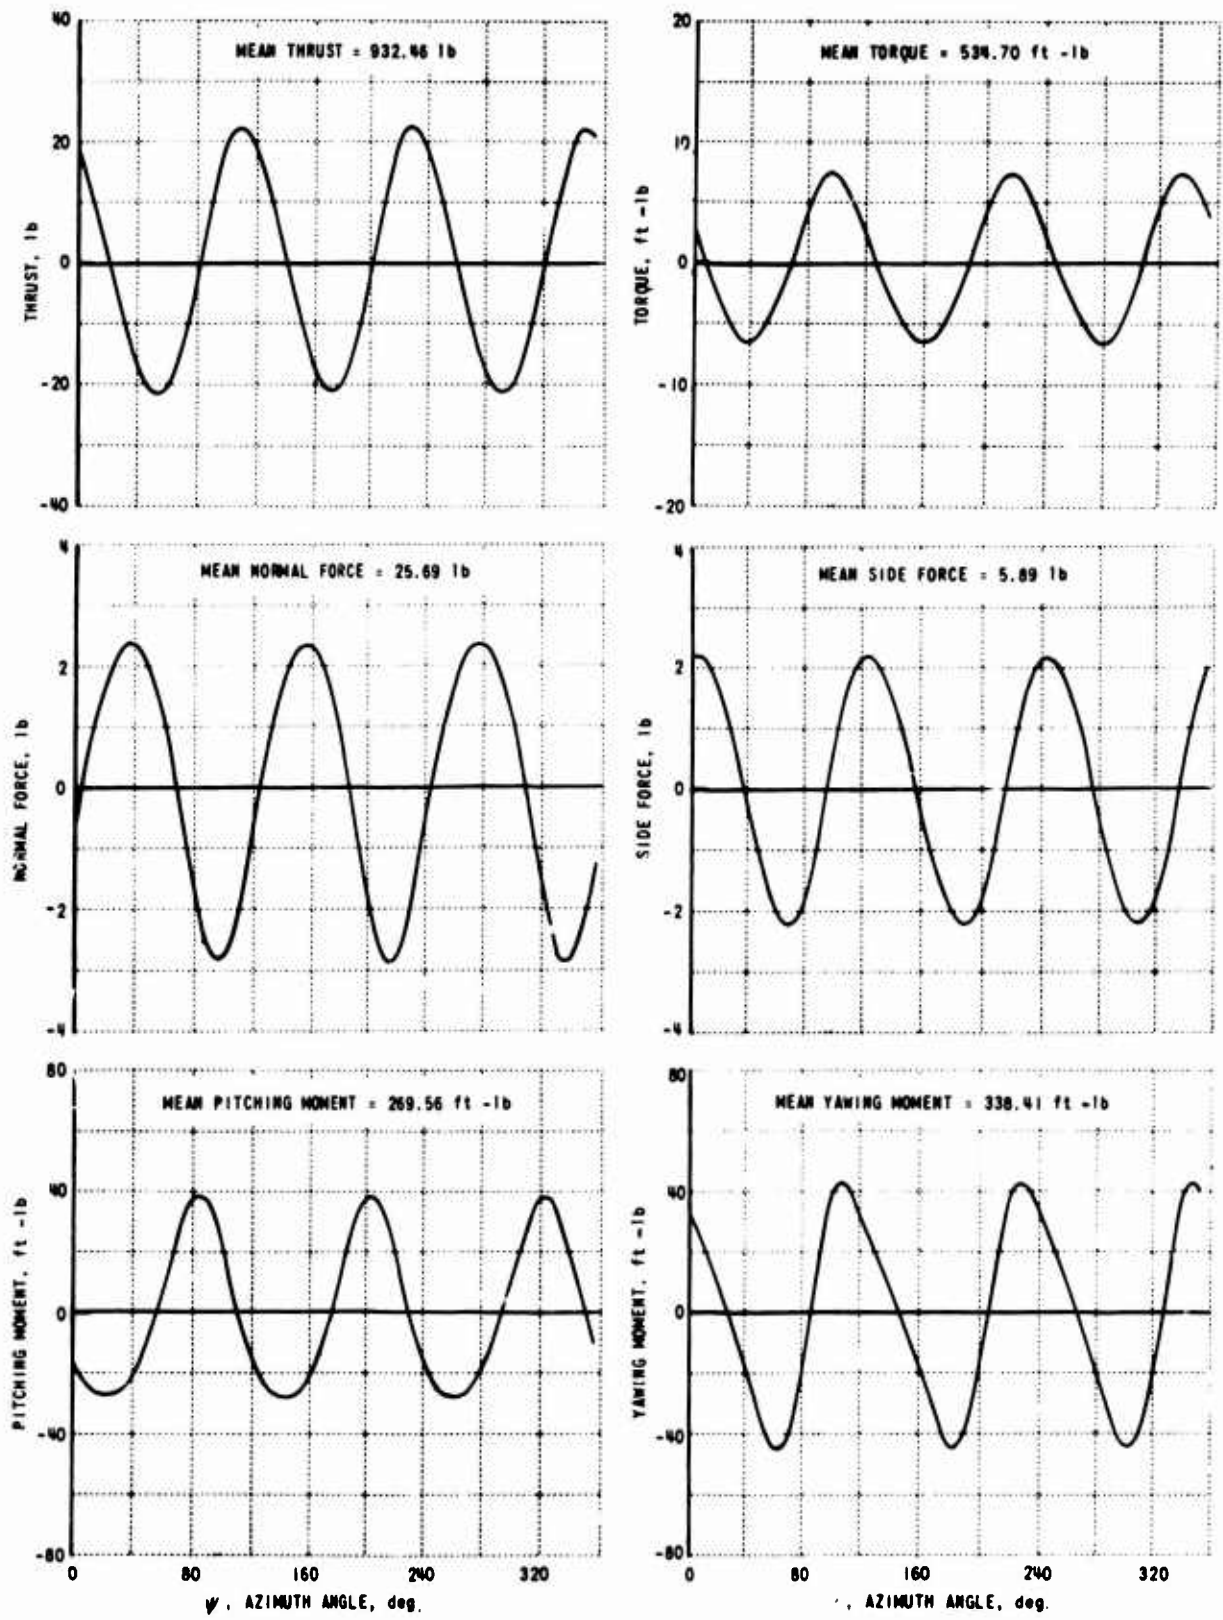 40
MEAN THRUST = 932.46 lb
20
THRUST, lb
0
-20
-40
20
MEAN TORQUE = 534.70 ft -lb
10
TORQUE, ft -lb
0
-10
-20
4
MEAN NORMAL FORCE = 25.69 lb
2
NORMAL FORCE, lb
0
-2
-4
4
MEAN SIDE FORCE = 5.89 lb
2
SIDE FORCE, lb
0
-2
-4
80
MEAN PITCHING MOMENT = 269.56 ft -lb
40
PITCHING MOMENT, ft -lb
0
-40
-80
0 80 160 240 320
ψ, AZIMUTH ANGLE, deg.
80
MEAN YAWING MOMENT = 338.41 ft -lb
40
YAWING MOMENT, ft -lb
0
-40
-80
0 80 160 240 320
, AZIMUTH ANGLE, deg.